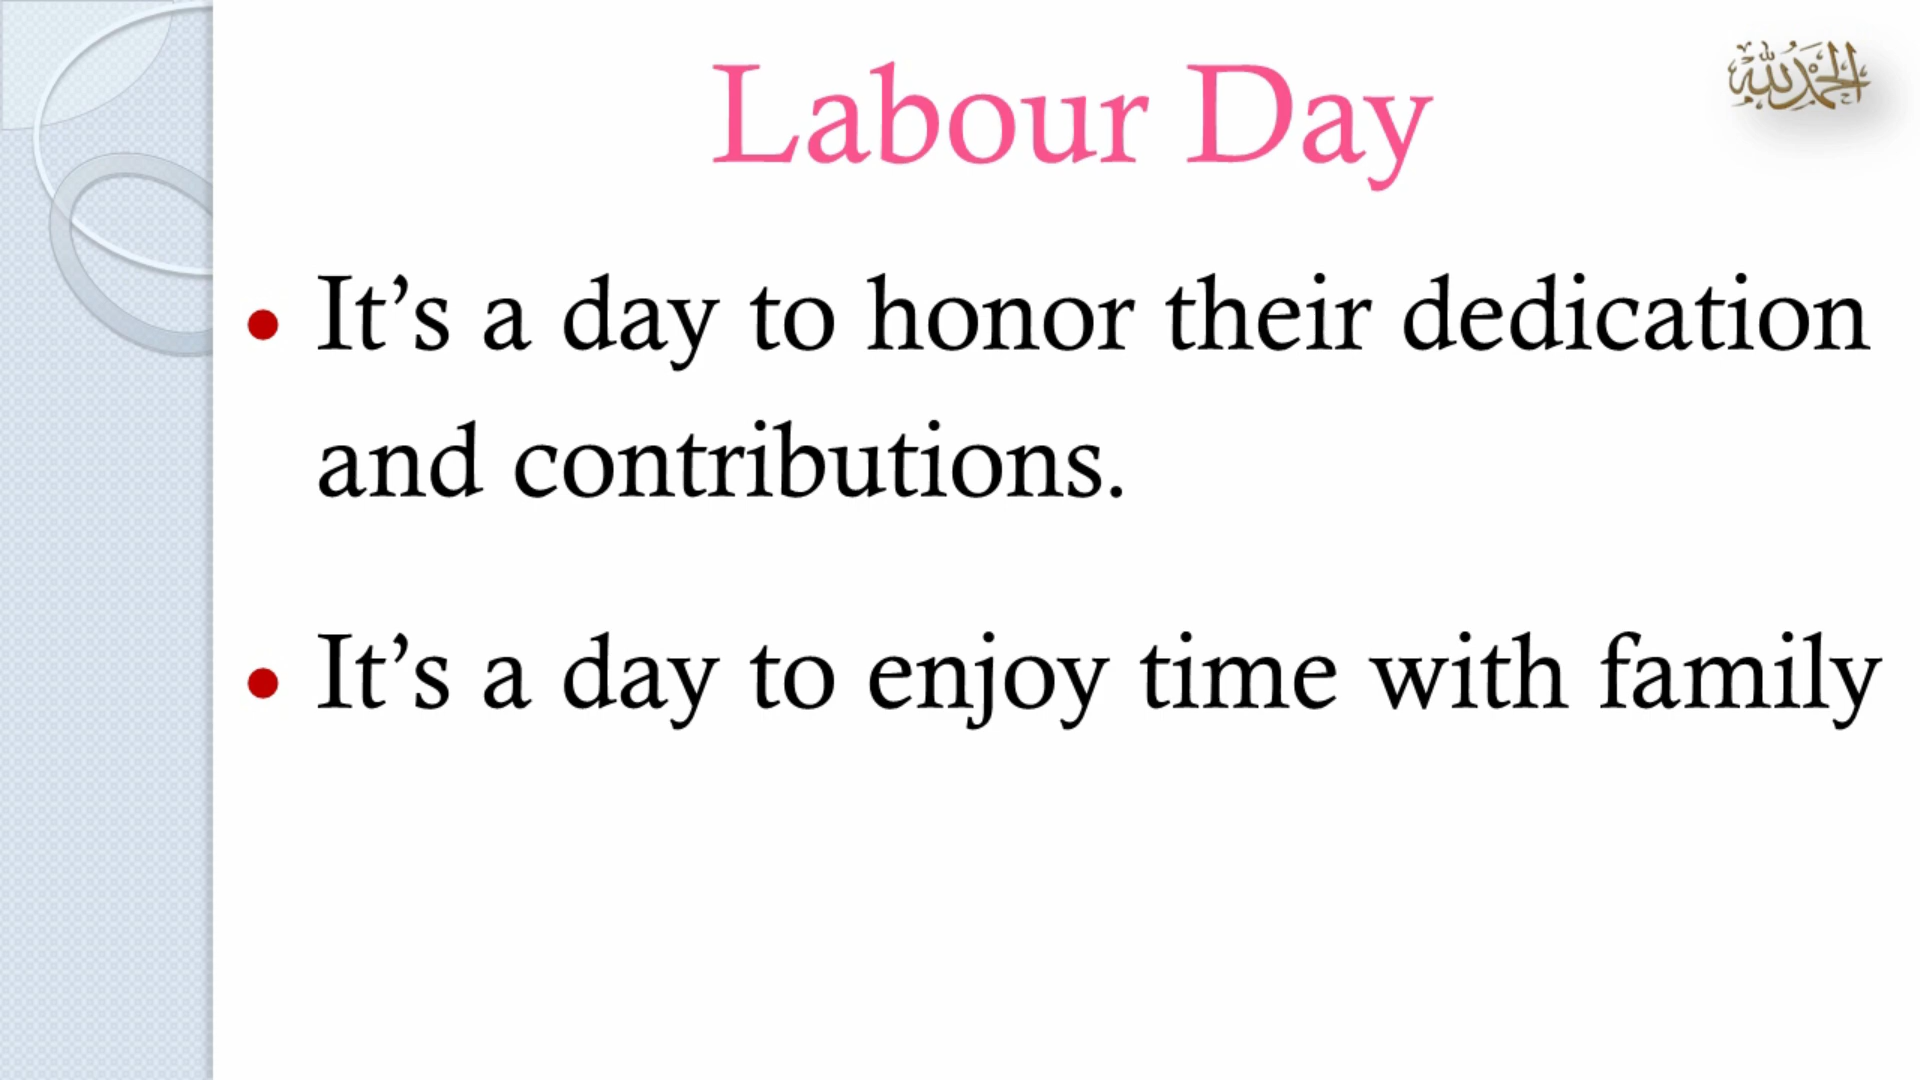 Labour Day
الحمد لله
It’s a day to honor their dedication
and contributions.
It’s a day to enjoy time with family